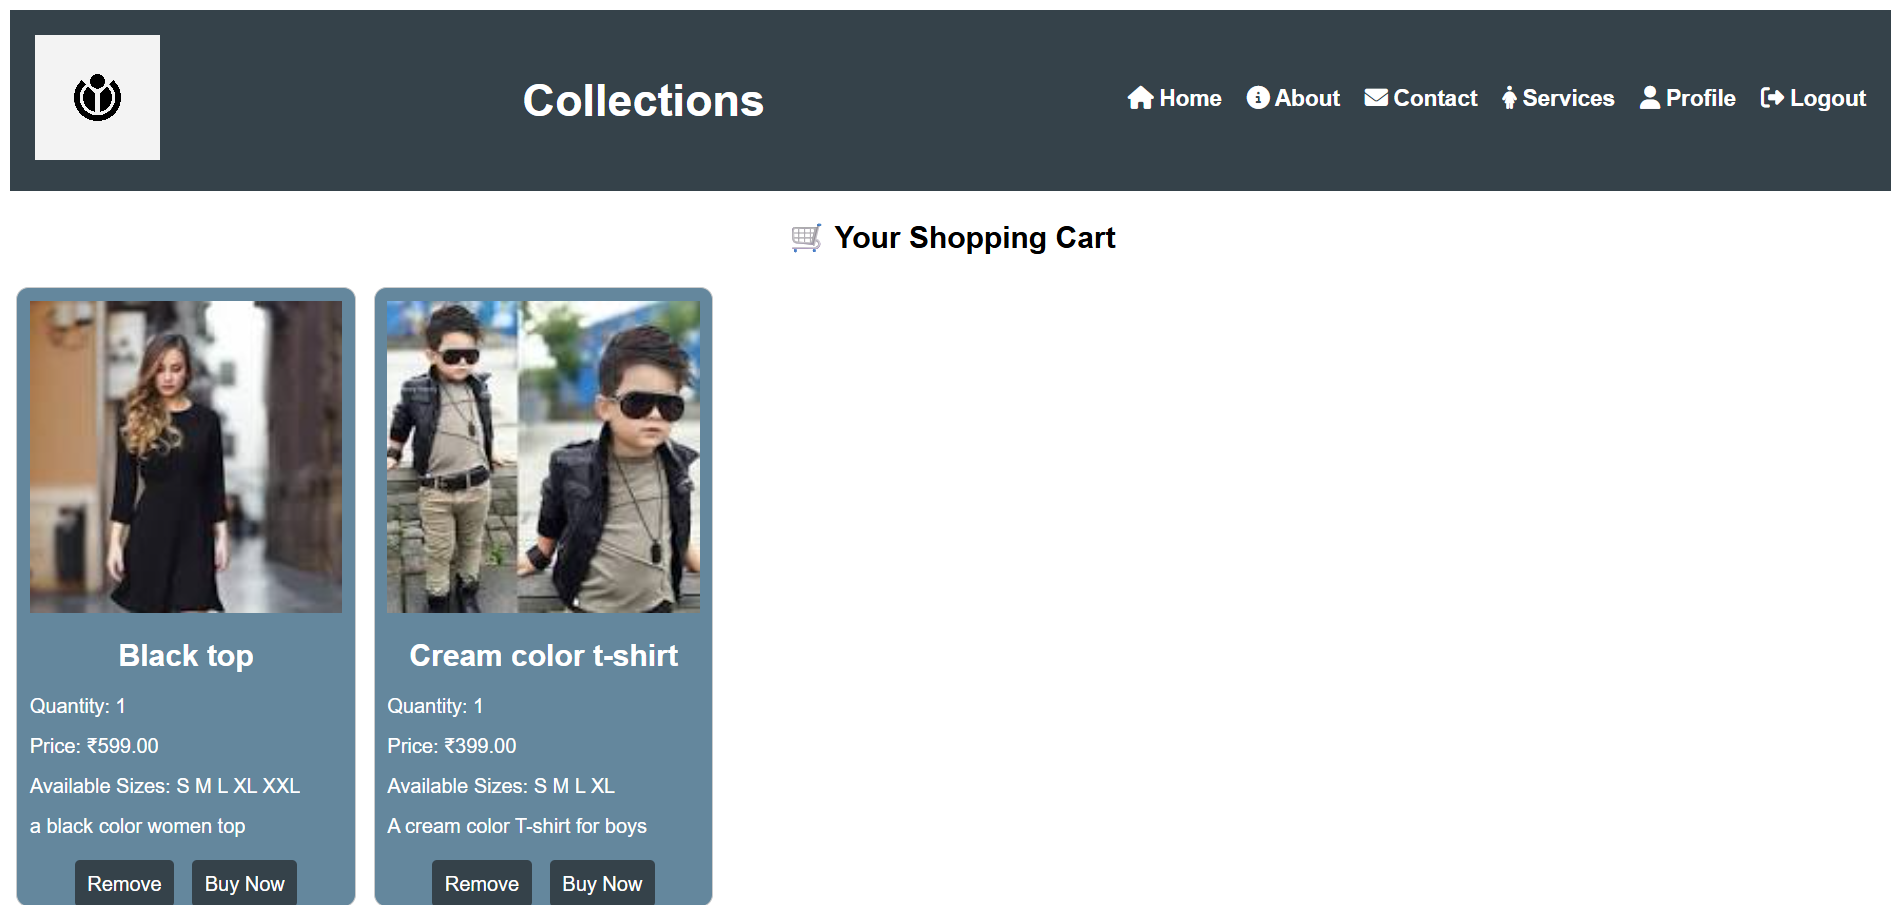 Collections
Home About Contact Services Profile Logout
🛒 Your Shopping Cart
Black top
Quantity: 1
Price: ₹599.00
Available Sizes: S M L XL XXL
a black color women top
Remove Buy Now
Cream color t-shirt
Quantity: 1
Price: ₹399.00
Available Sizes: S M L XL
A cream color T-shirt for boys
Remove Buy Now